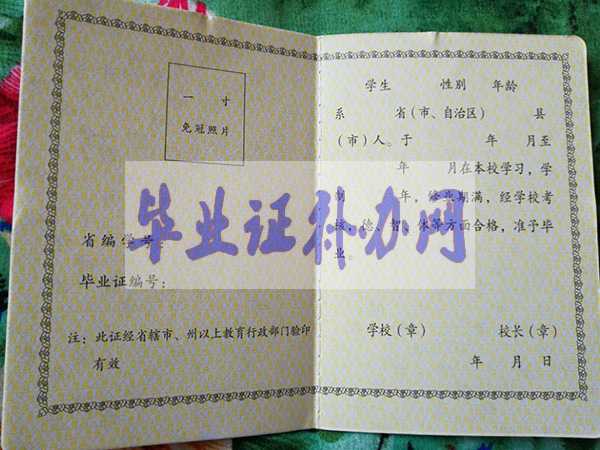 一 寸
免冠照片
省编学号：
毕业证编号：
注：此证经省辖市、州以上教育行政部门验印
有效
学生 性别 年龄
系 省(市、自治区) 县
(市)人。于 年 月至
年 月在本校学习，学
制 年，修业期满，经学校考
核，德、智、体等方面合格，准予毕
业。
学校(章) 校长(章)
年 月 日
毕业证补办网